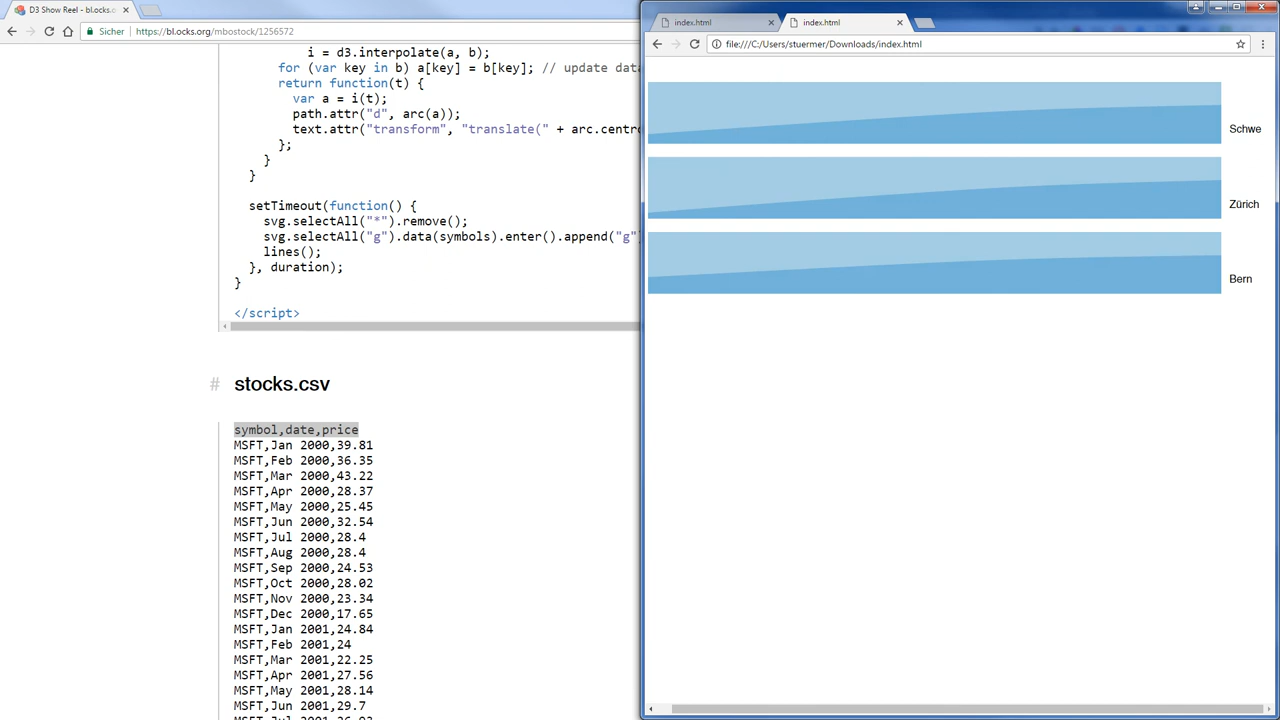 D3 Show Reel - bl.ocks.o
Sicher
https://bl.ocks.org/mbostock/1256572
i = d3.interpolate(a, b);
for (var key in b) a[key] = b[key]; // update data
return function(t) {
var a = i(t);
path.attr("d", arc(a));
text.attr("transform", "translate(" + arc.centro
};
}
}
setTimeout(function() {
svg.selectAll("*").remove();
svg.selectAll("g").data(symbols).enter().append("g"
lines();
}, duration);
}
</script>
# stocks.csv
symbol,date,price
MSFT,Jan 2000,39.81
MSFT,Feb 2000,36.35
MSFT,Mar 2000,43.22
MSFT,Apr 2000,28.37
MSFT,May 2000,25.45
MSFT,Jun 2000,32.54
MSFT,Jul 2000,28.4
MSFT,Aug 2000,28.4
MSFT,Sep 2000,24.53
MSFT,Oct 2000,28.02
MSFT,Nov 2000,23.34
MSFT,Dec 2000,17.65
MSFT,Jan 2001,24.84
MSFT,Feb 2001,24
MSFT,Mar 2001,22.25
MSFT,Apr 2001,27.56
MSFT,May 2001,28.14
MSFT,Jun 2001,29.7
index.html
index.html
file:///C:/Users/stuermer/Downloads/index.html
Schwe
Zürich
Bern